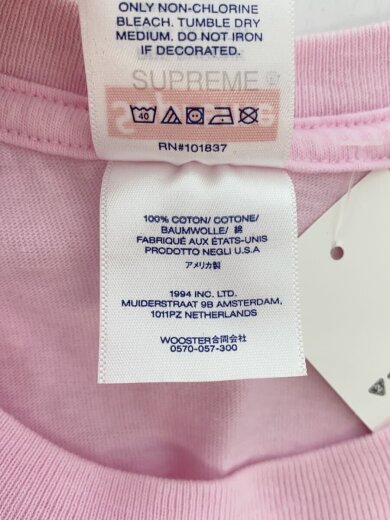 ONLY NON-CHLORINE
BLEACH. TUMBLE DRY
MEDIUM. DO NOT IRON
IF DECORATED.
SUPREME
40
RN#101837
100% COTTON/ COTONE/
BAUMWOLLE/ 綿
FABRIQUÉ AUX ÉTATS-UNIS
PRODOTTO NEGLI U.S.A
アメリカ製
1994 INC. LTD.
MUIDERSTRAAT 9B AMSTERDAM,
1011PZ NETHERLANDS
WOOSTER合同会社
0570-057-300